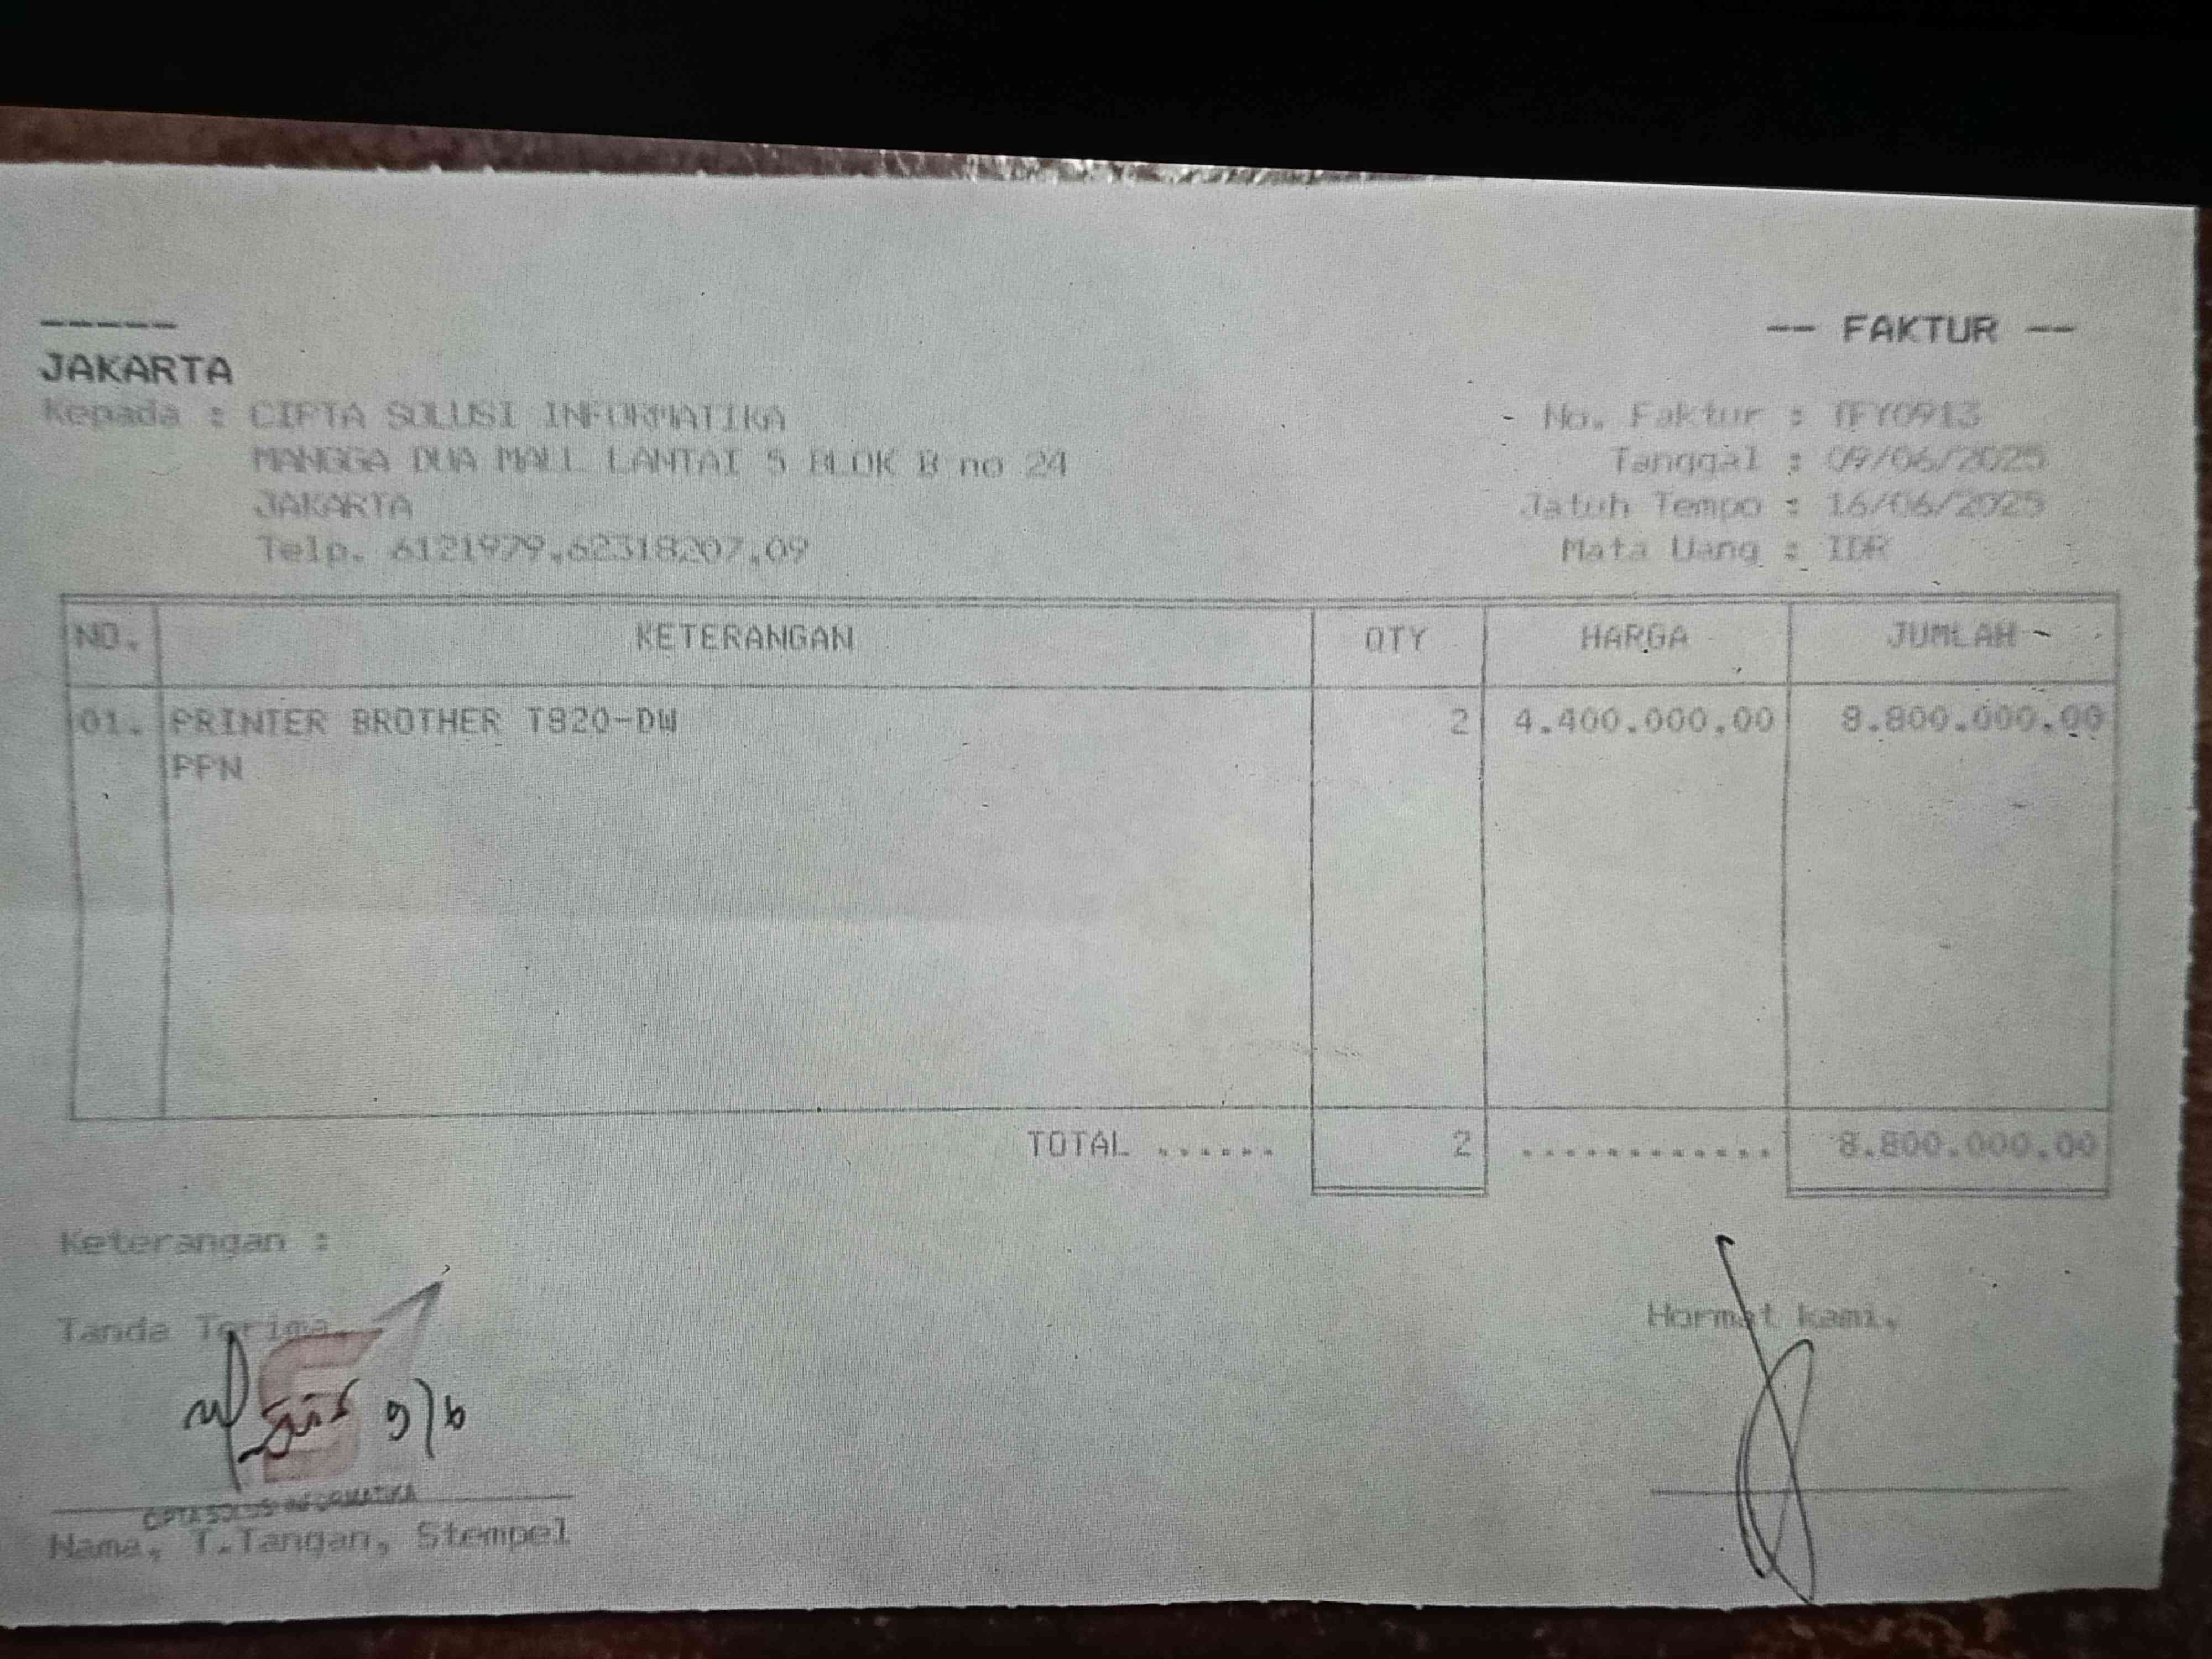 -----
-- FAKTUR --
JAKARTA
Kepada : CIPTA SOLUSI INFORMATIKA
MANGGA DUA MALL LANTAI 5 BLOK B no 24
JAKARTA
Telp. 6121979,62318207,09
No. Faktur : TFY0913
Tanggal : 09/06/2025
Jatuh Tempo : 16/06/2025
Mata Uang : IDR
NO. KETERANGAN QTY HARGA JUMLAH
01. PRINTER BROTHER T820-DW 2 4.400.000,00 8.800.000,00
PPN
TOTAL ...... 2 ............ 8.800.000,00
Keterangan :
Tanda Terima, Hormat kami,
9/6
CIPTA SOLUSI INFORMATIKA
Nama, T.Tangan, Stempel